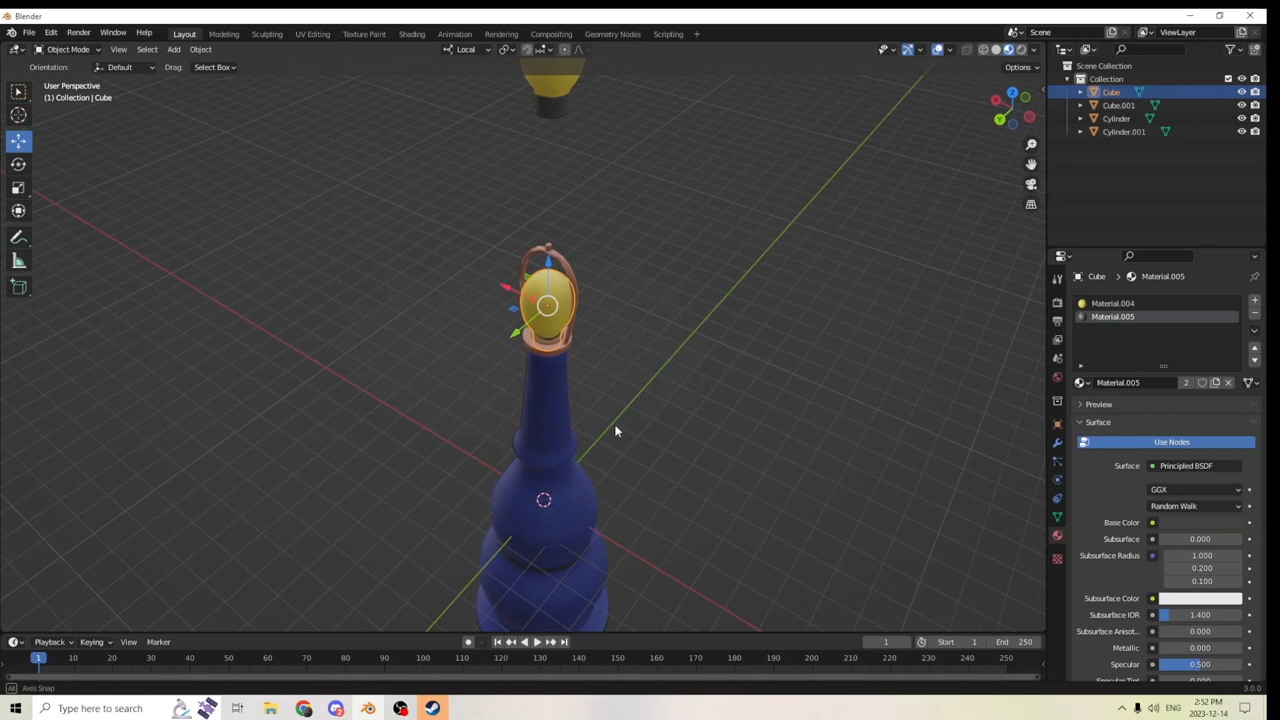 Blender
File Edit Render Window Help Layout Modeling Sculpting UV Editing Texture Paint Shading Animation Rendering Compositing Geometry Nodes Scripting + Scene ViewLayer
Object Mode View Select Add Object Local
Orientation: Default Drag: Select Box Options
User Perspective
(1) Collection | Cube
X
Y
Z
Scene Collection
Collection
Cube
Cube.001
Cylinder
Cylinder.001
Cube > Material.005
Material.004
Material.005
Material.005 2
Preview
Surface
Use Nodes
Surface Principled BSDF
GGX
Random Walk
Base Color
Subsurface 0.000
Subsurface Radius 1.000
0.200
0.100
Subsurface Color
Subsurface IOR 1.400
Subsurface Anisot... 0.000
Metallic 0.000
Specular 0.500
Specular Tint
Playback Keying View Marker 1 Start 1 End 250
1 10 20 30 40 50 60 70 80 90 100 110 120 130 140 150 160 170 180 190 200 210 220 230 240 250
Axis Snap 3.0.0
Type here to search ENG 2:52 PM
2023-12-14